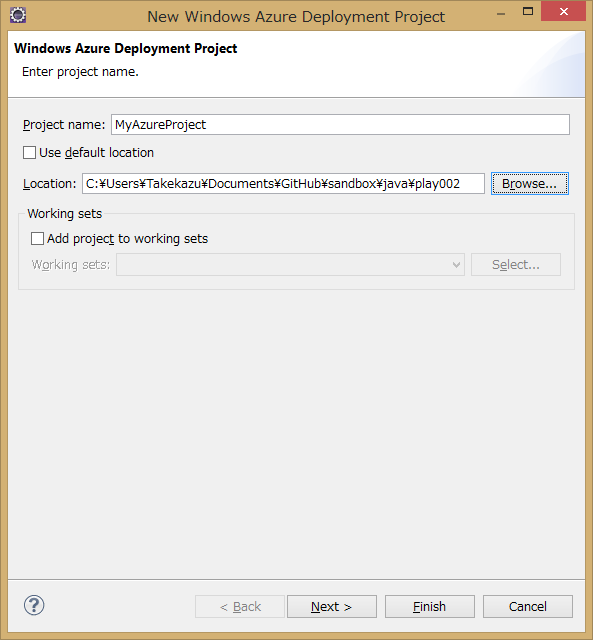 New Windows Azure Deployment Project
Windows Azure Deployment Project
Enter project name.
Project name: MyAzureProject
Use default location
Location: C:¥Users¥Takekazu¥Documents¥GitHub¥sandbox¥java¥play002 Browse...
Working sets
Add project to working sets
Working sets: Select...
? < Back Next > Finish Cancel